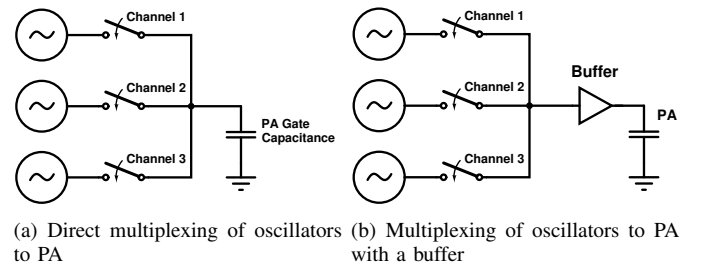 Channel 1
Channel 2
Channel 3
PA Gate
Capacitance
Channel 1
Channel 2
Channel 3
Buffer
PA
(a) Direct multiplexing of oscillators
to PA
(b) Multiplexing of oscillators to PA
with a buffer